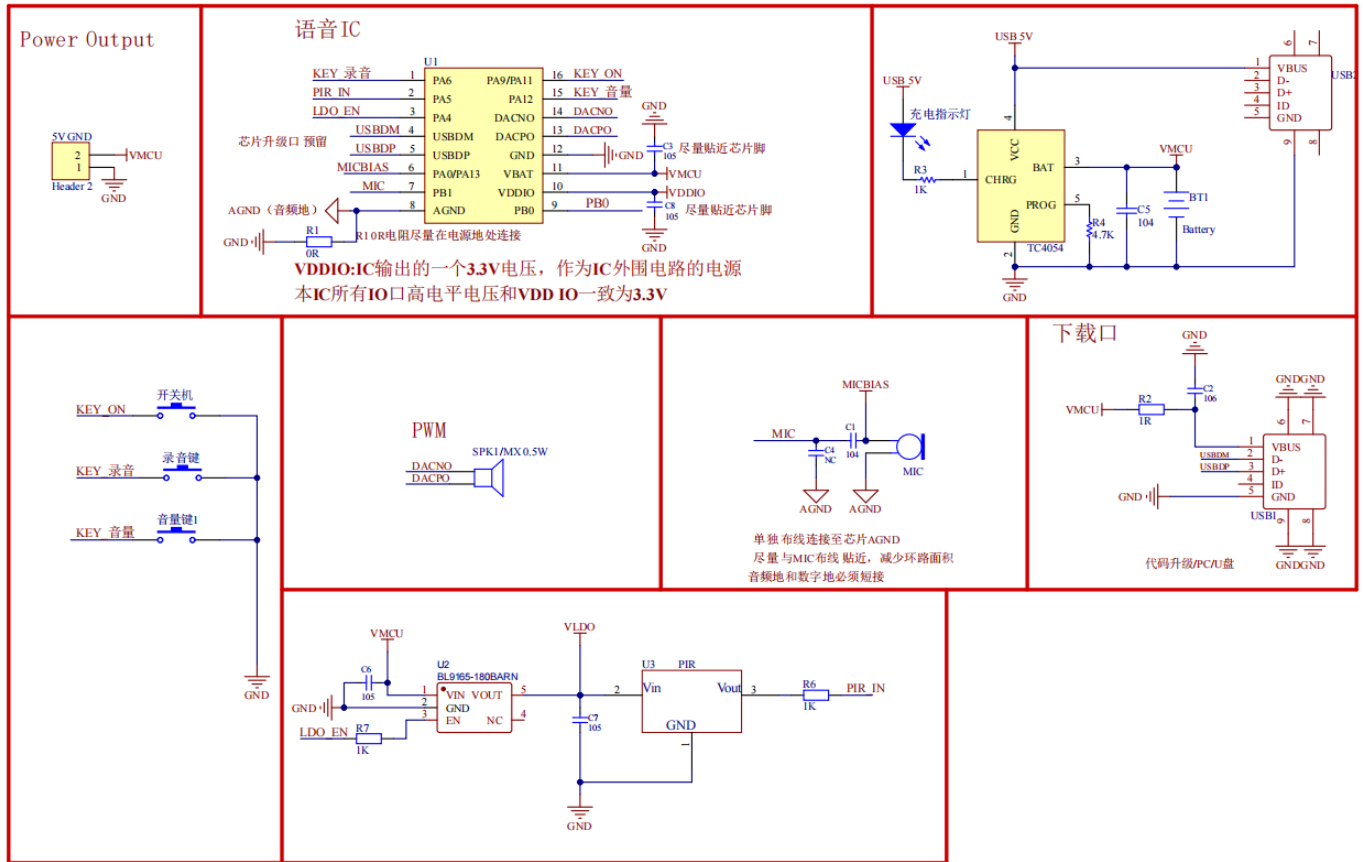 Power Output
5V GND
2
1
VMCU
Header 2
GND
语音IC
U1
KEY_录音 1 PA6 PA9/PA11 16 KEY_ON
PIR_IN 2 PA5 PA12 15 KEY_音量
LDO_EN 3 PA4 DACNO 14 DACNO
USBDM 4 USBDM DACPO 13 DACPO
USBDP 5 USBDP GND 12 GND
MICBIAS 6 PA0/PA13 VBAT 11 VMCU
MIC 7 PB1 VDDIO 10 VDDIO
8 AGND PB0 9 PB0
芯片升级口 预留
AGND（音频地）
GND
R1
0R
R1 0R电阻尽量在电源地处连接
GND
C3
105
尽量贴近芯片脚
C8
105
尽量贴近芯片脚
GND
VDDIO:IC输出的一个3.3V电压，作为IC外围电路的电源
本IC所有IO口高电平电压和VDD IO一致为3.3V
USB 5V
USB 5V
充电指示灯
R3
1K
1 CHRG
4 VCC
BAT 3
PROG 5
GND 2
TC4054
R4
4.7K
C5
104
VMCU
BT1
Battery
GND
6 7
1 VBUS
2 D-
3 D+
4 ID
5 GND
9 8
开关机
KEY_ON
录音键
KEY_录音
音量键1
KEY_音量
GND
PWM
SPK1/MX 0.5W
DACNO
DACPO
MICBIAS
MIC
C1
104
C4
NC
MIC
AGND
AGND
单独布线连接至芯片AGND
尽量与MIC布线贴近，减少环路面积
音频地和数字地必须短接
下载口
GND
C2
106
VMCU
R2
1R
GND GND
6 7
1 VBUS
USBDM 2 D-
USBDP 3 D+
4 ID
GND 5 GND
USB1
9 8
GND GND
代码升级/PC/U盘
VMCU
C6
105
GND
LDO_EN
R7
1K
U2
BL9165-180BARN
1 VIN VOUT 5
2 GND
3 EN NC 4
VLDO
C7
105
GND
U3 PIR
2 Vin Vout 3
GND
1
R6
1K
PIR_IN